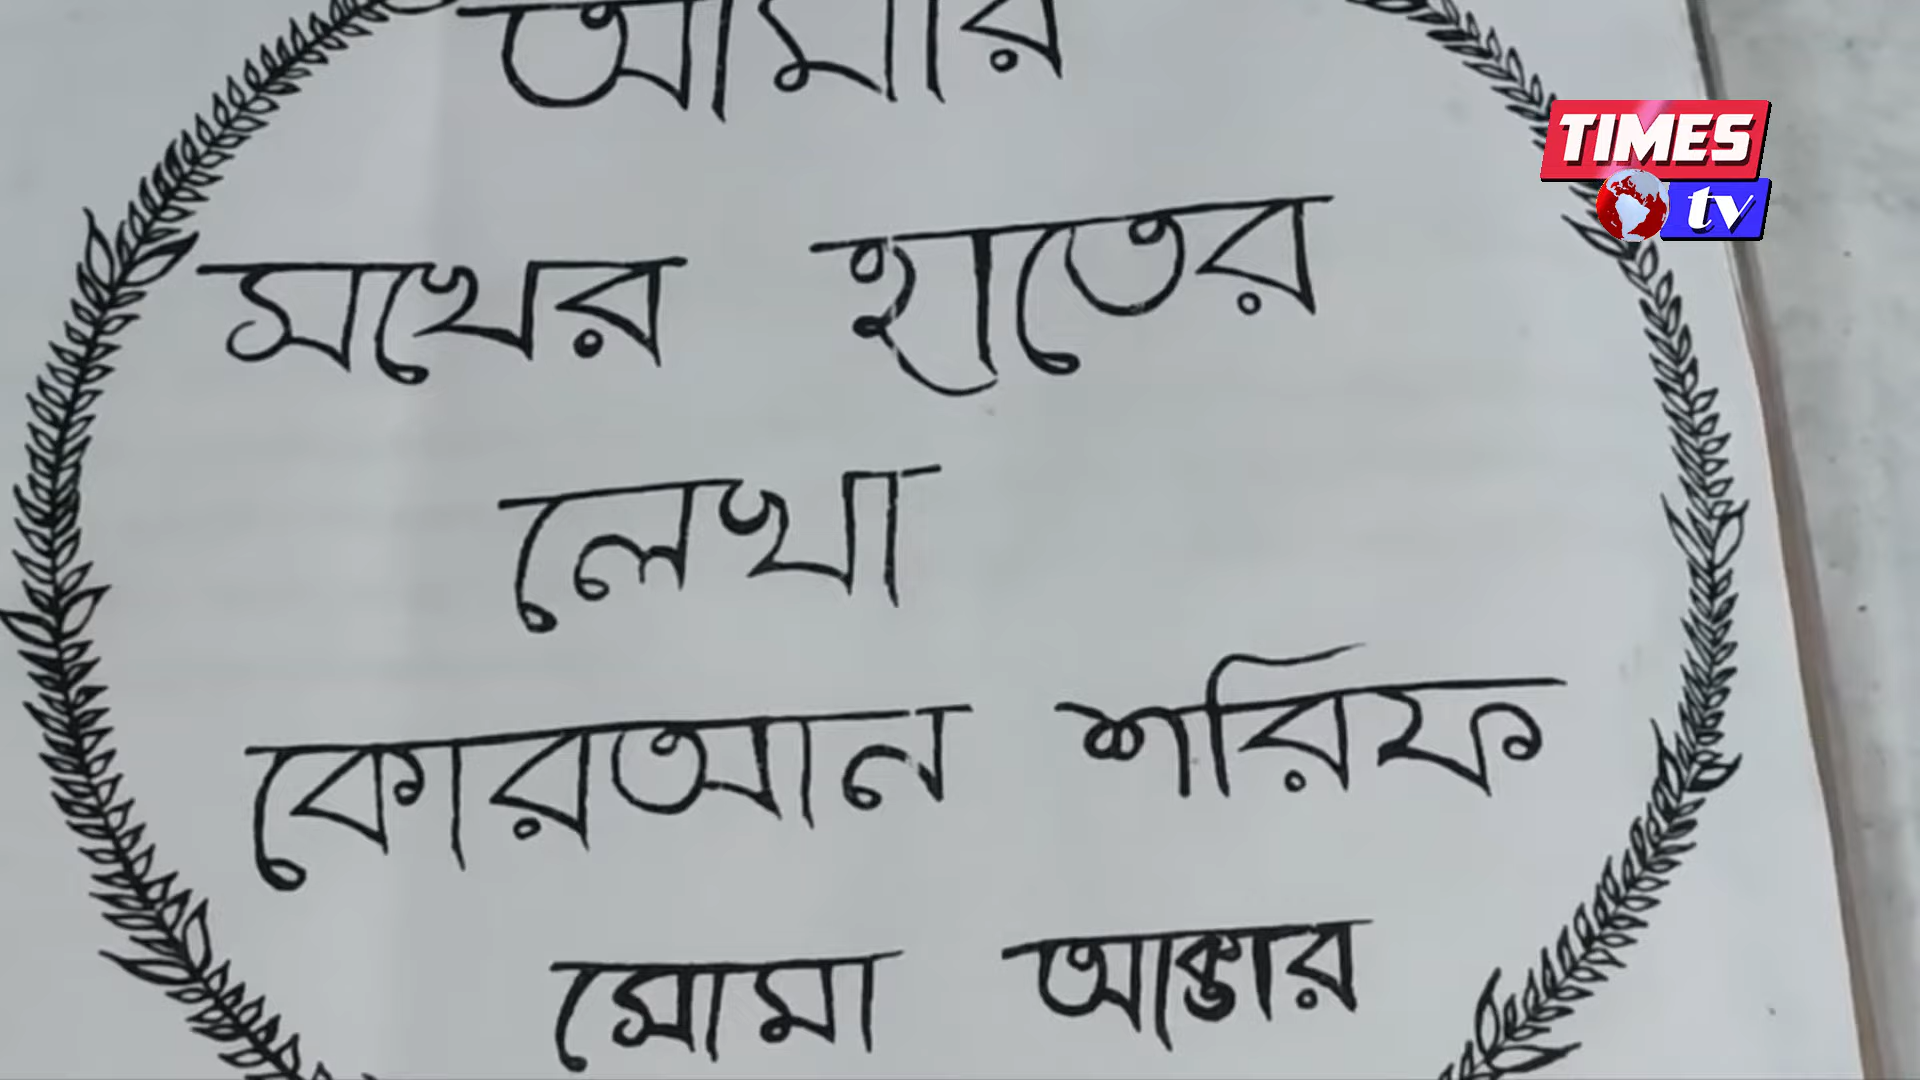 আমার
TIMES
tv
সখের হাতের
লেখা
কোরআন শরিফ
সোমা আক্তার